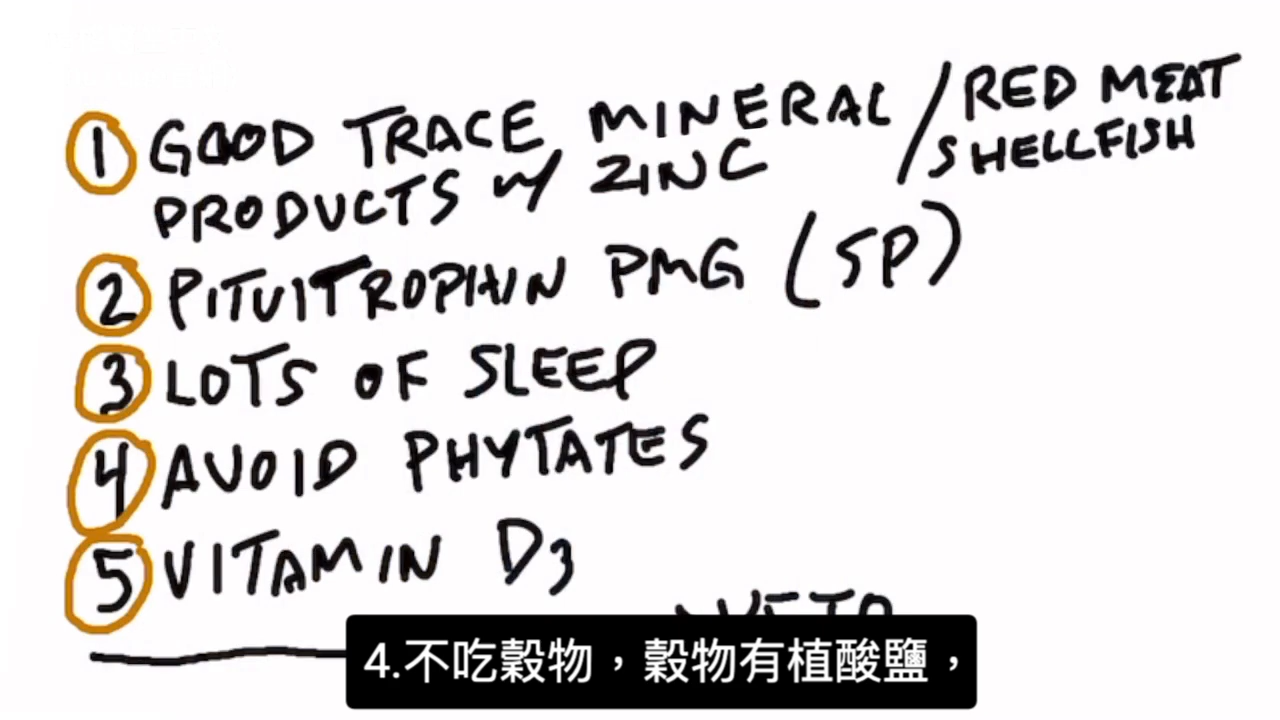 1 GOOD TRACE MINERAL / RED MEAT
PRODUCTS w/ ZINC SHELLFISH
2 PITUITROPHIN PMG (SP)
3 LOTS OF SLEEP
4 AVOID PHYTATES
5 VITAMIN D3
4.不吃穀物，穀物有植酸鹽，